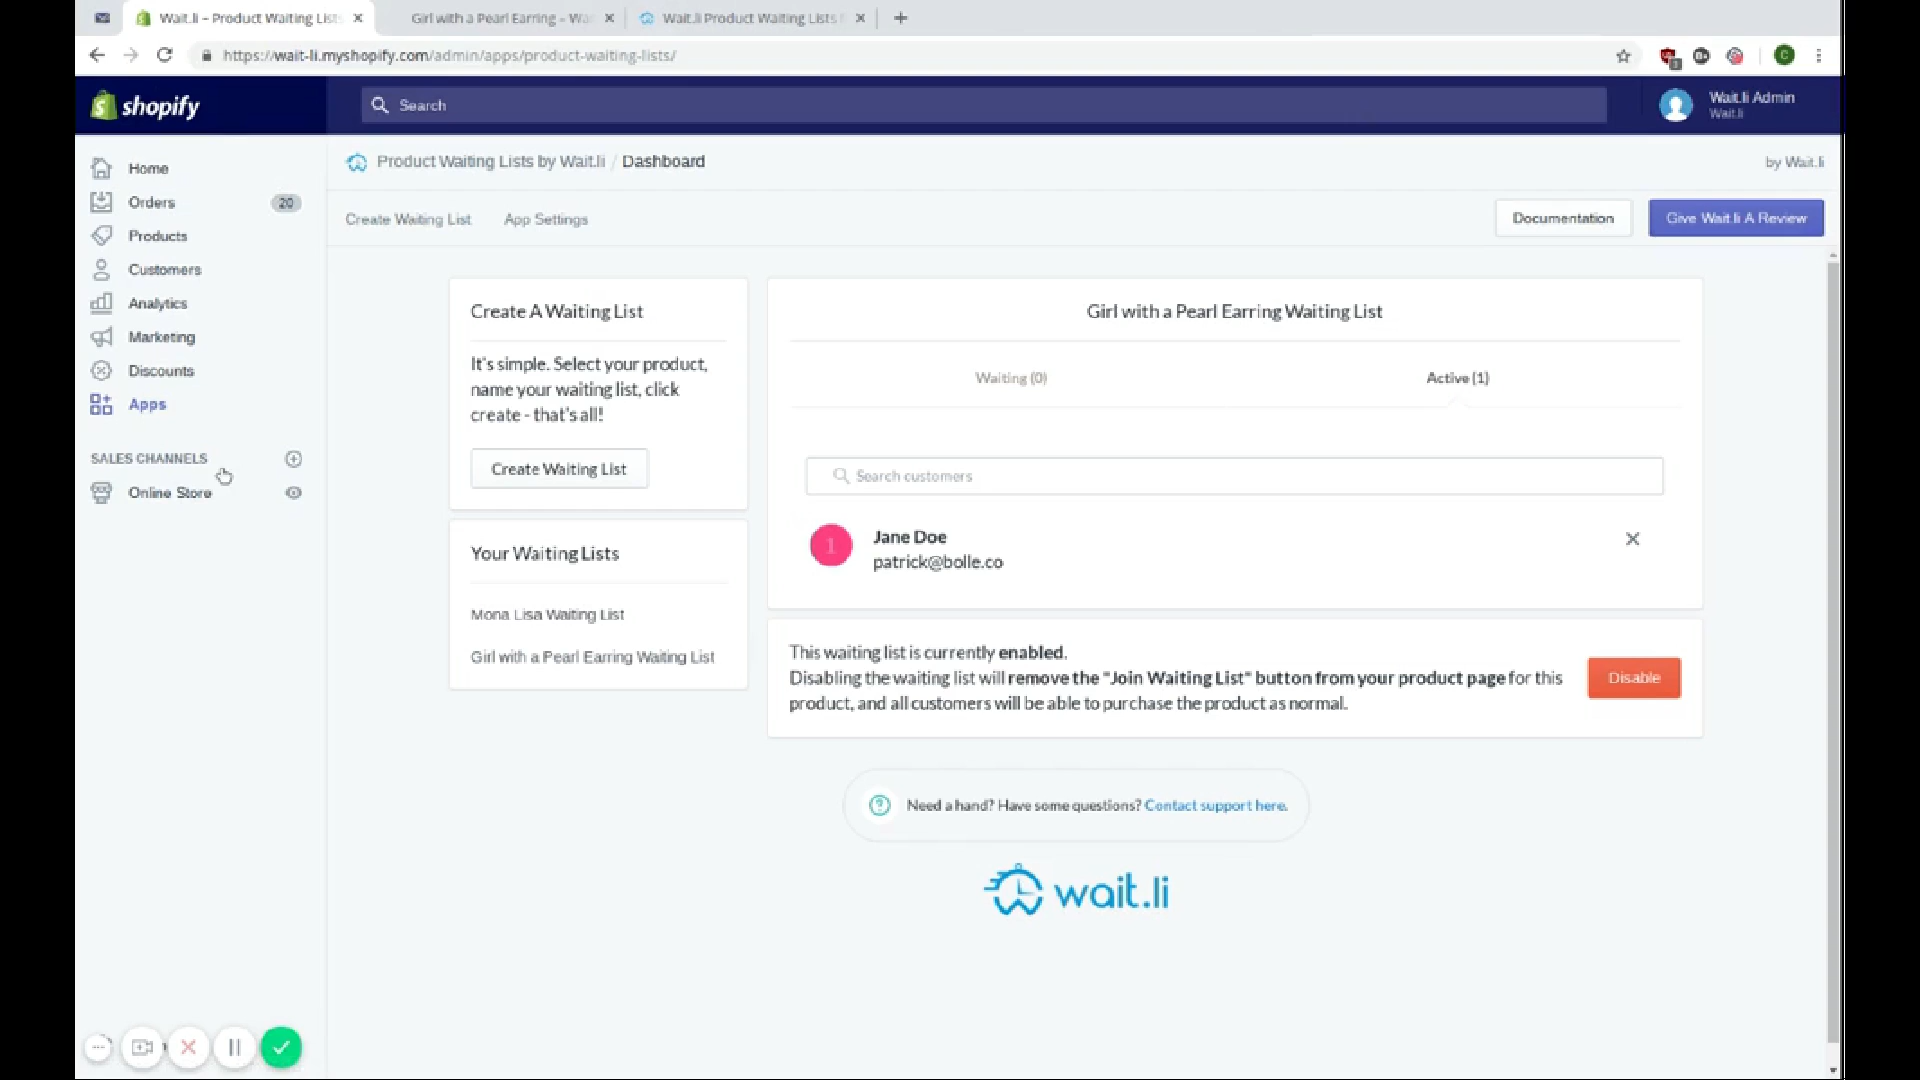 Wait.li – Product Waiting Lists
Girl with a Pearl Earring – Wai
Wait.li Product Waiting Lists
https://wait-li.myshopify.com/admin/apps/product-waiting-lists/
C
shopify
Search
Wait.li Admin
Wait.li
Home
Orders
20
Products
Customers
Analytics
Marketing
Discounts
Apps
SALES CHANNELS
Online Store
Product Waiting Lists by Wait.li / Dashboard
by Wait.li
Create Waiting List
App Settings
Documentation
Give Wait.li A Review
Create A Waiting List
It's simple. Select your product,
name your waiting list, click
create - that's all!
Create Waiting List
Your Waiting Lists
Mona Lisa Waiting List
Girl with a Pearl Earring Waiting List
Girl with a Pearl Earring Waiting List
Waiting (0)
Active (1)
Search customers
1
Jane Doe
patrick@bolle.co
This waiting list is currently enabled.
Disabling the waiting list will remove the "Join Waiting List" button from your product page for this
product, and all customers will be able to purchase the product as normal.
Disable
Need a hand? Have some questions? Contact support here.
wait.li